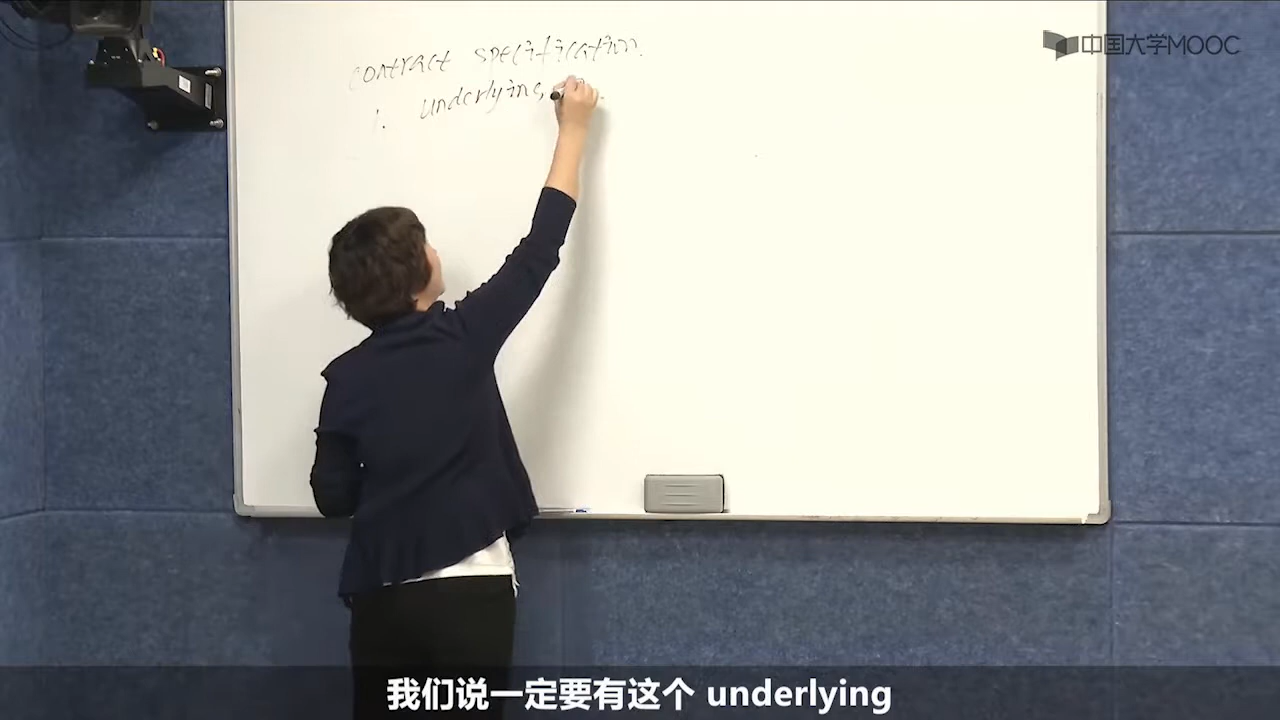 中国大学MOOC
contract specification.
1. underlying,
我们说一定要有这个 underlying